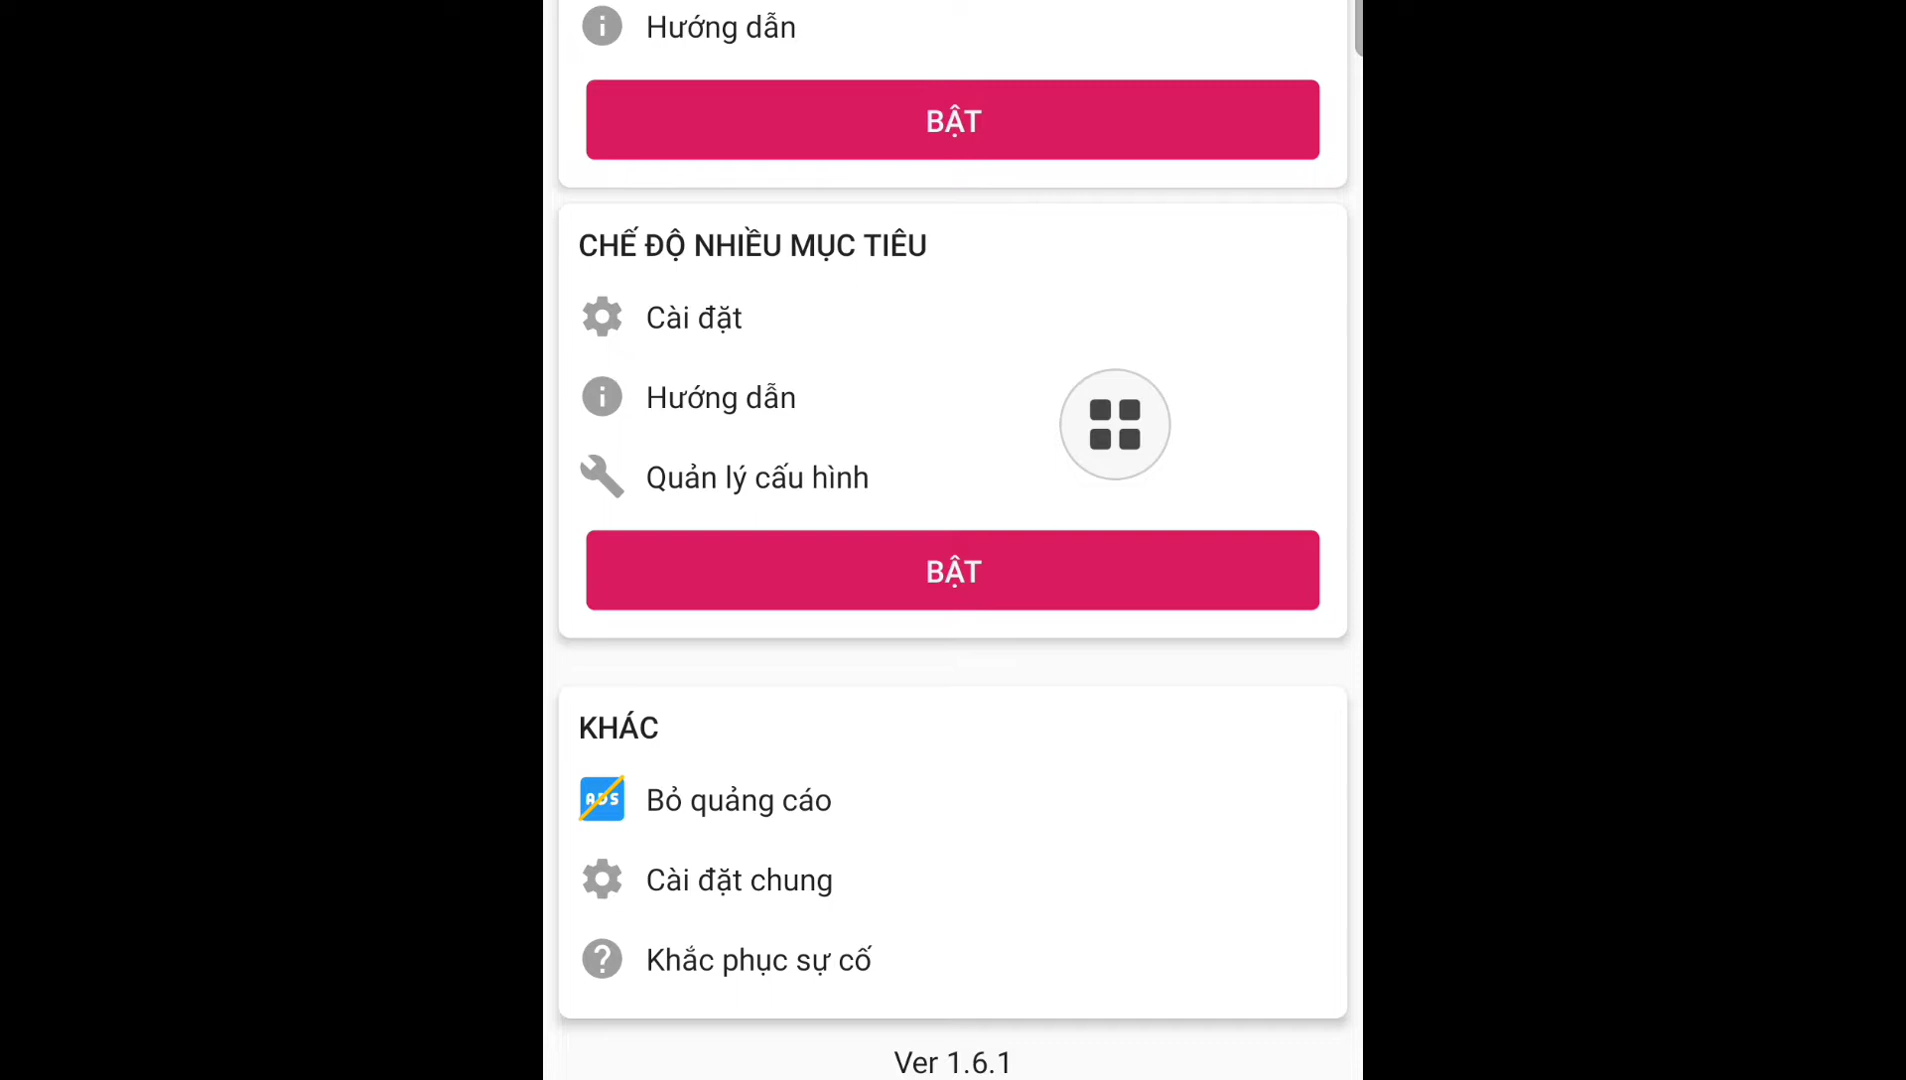 Hướng dẫn
BẬT
CHẾ ĐỘ NHIỀU MỤC TIÊU
Cài đặt
Hướng dẫn
Quản lý cấu hình
BẬT
KHÁC
ADS
Bỏ quảng cáo
Cài đặt chung
Khắc phục sự cố
Ver 1.6.1